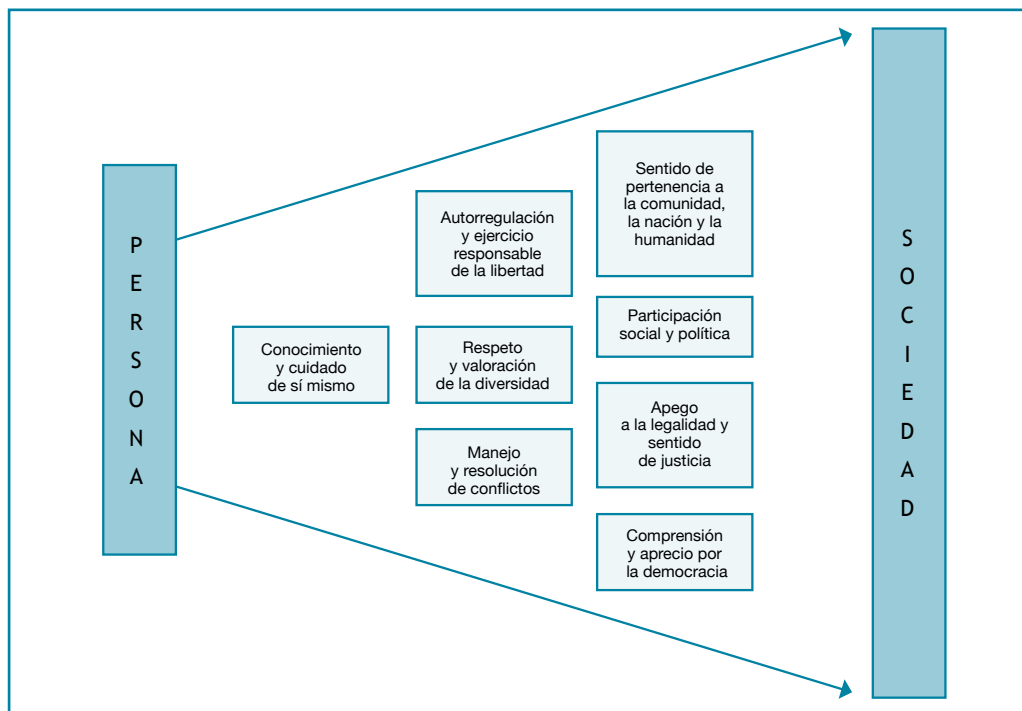 PERSONA
Conocimiento
y cuidado
de sí mismo
Autorregulación
y ejercicio
responsable
de la libertad
Respeto
y valoración
de la diversidad
Manejo
y resolución
de conflictos
Sentido de
pertenencia a
la comunidad,
la nación y la
humanidad
Participación
social y política
Apego
a la legalidad y
sentido
de justicia
Comprensión
y aprecio por
la democracia
SOCIEDAD